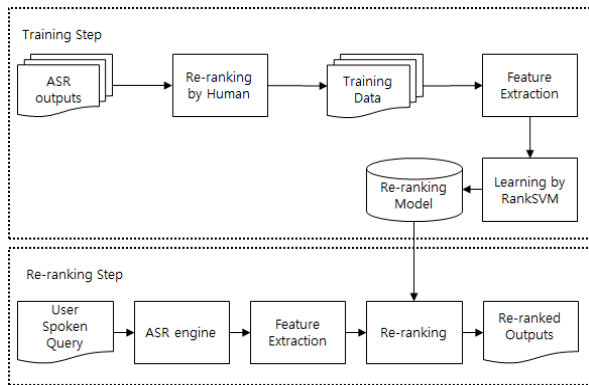 Training Step
ASR
outputs
Re-ranking
by Human
Training
Data
Feature
Extraction
Re-ranking
Model
Learning by
RankSVM
Re-ranking Step
User
Spoken
Query
ASR engine
Feature
Extraction
Re-ranking
Re-ranked
Outputs